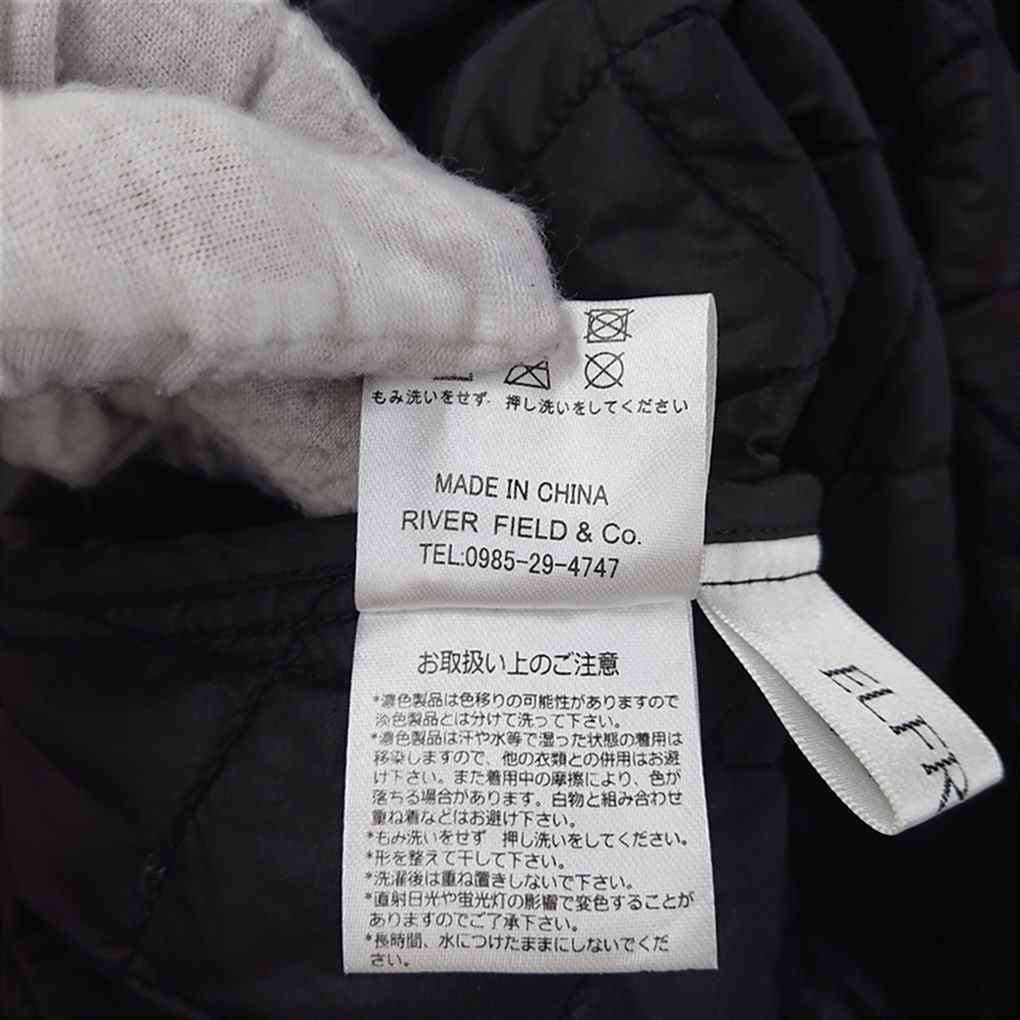 もみ洗いをせず 押し洗いをしてください
MADE IN CHINA
RIVER FIELD & Co.
TEL:0985-29-4747
お取扱い上のご注意
*濃色製品は色移りの可能性がありますので
淡色製品とは分けて洗って下さい。
*濃色製品は汗や水等で湿った状態の着用は
移染しますので、他の衣類との併用はお避
け下さい。また着用中の摩擦により、色が
落ちる場合があります。白物と組み合わせ
重ね着などはお避け下さい。
*もみ洗いをせず 押し洗いをしてください。
*形を整えて干して下さい。
*洗濯後は重ね置きしないで下さい。
*直射日光や蛍光灯の影響で変色することが
ありますのでご了承下さい。
*長時間、水につけたままにしないでくだ
さい。
ELFR